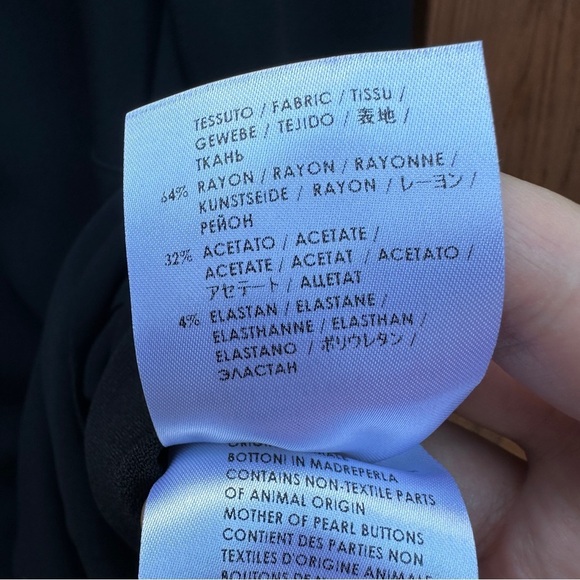 TESSUTO / FABRIC / TISSU /
GEWEBE / TEJIDO / 表地 /
ТКАНЬ
64% RAYON / RAYON / RAYONNE /
KUNSTSEIDE / RAYON / レーヨン /
РЕЙОН
32% ACETATO / ACETATE /
ACETATE / ACETAT / ACETATO /
アセテート / АЦЕТАТ
4% ELASTAN / ELASTANE /
ELASTHANNE / ELASTHAN /
ELASTANO / ポリウレタン /
ЭЛАСТАН
BOTTONI IN MADREPERLA
CONTAINS NON-TEXTILE PARTS
OF ANIMAL ORIGIN
MOTHER OF PEARL BUTTONS
CONTIENT DES PARTIES NON
TEXTILES D'ORIGINE ANIMALE
BOUTONS DE